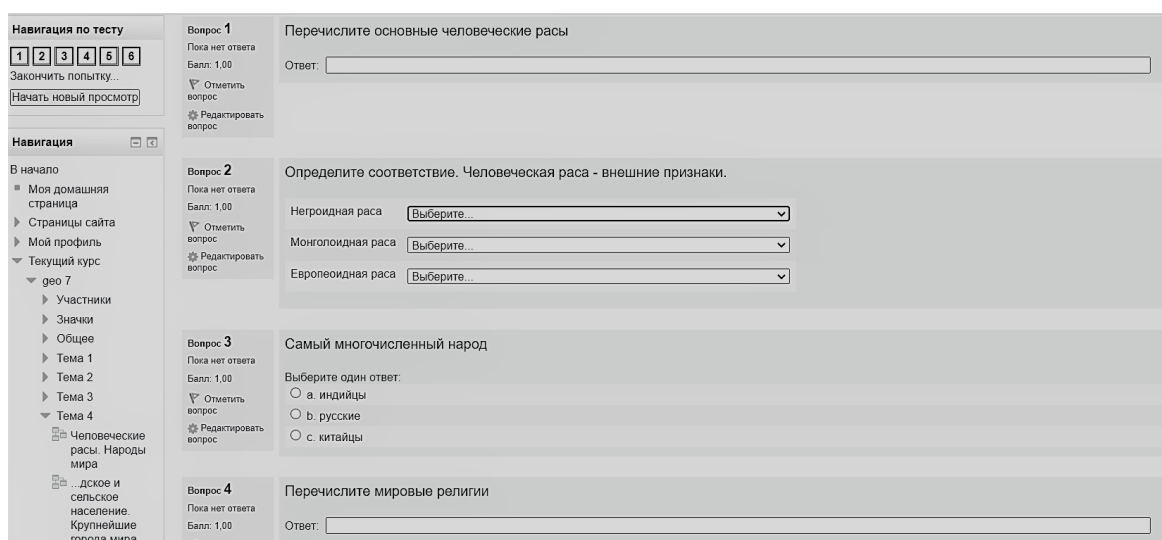 Навигация по тесту
1 2 3 4 5 6
Закончить попытку...
Начать новый просмотр
Навигация
В начало
Моя домашняя
страница
Страницы сайта
Мой профиль
Текущий курс
geo 7
Участники
Значки
Общее
Тема 1
Тема 2
Тема 3
Тема 4
Человеческие
расы. Народы
мира
...дское и
сельское
население.
Крупнейшие
города мира
Вопрос 1
Пока нет ответа
Балл: 1,00
Отметить
вопрос
Редактировать
вопрос
Перечислите основные человеческие расы
Ответ:
Вопрос 2
Пока нет ответа
Балл: 1,00
Отметить
вопрос
Редактировать
вопрос
Определите соответствие. Человеческая раса - внешние признаки.
Негроидная раса Выберите...
Монголоидная раса Выберите...
Европеоидная раса Выберите...
Вопрос 3
Пока нет ответа
Балл: 1,00
Отметить
вопрос
Редактировать
вопрос
Самый многочисленный народ
Выберите один ответ:
a. индийцы
b. русские
c. китайцы
Вопрос 4
Пока нет ответа
Балл: 1,00
Перечислите мировые религии
Ответ: